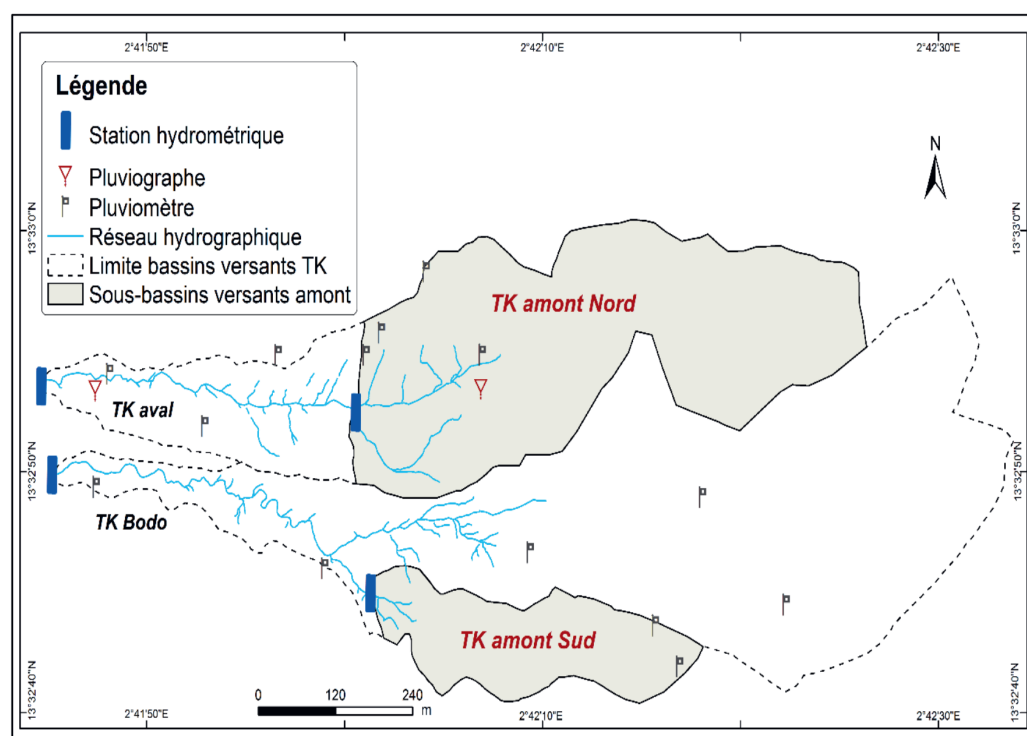 2°41'50"E
2°42'10"E
2°42'30"E
Légende
Station hydrométrique
Pluviographe
Pluviomètre
Réseau hydrographique
Limite bassins versants TK
Sous-bassins versants amont
N
13°33'0"N
13°33'0"N
TK amont Nord
TK aval
13°32'50"N
13°32'50"N
TK Bodo
TK amont Sud
13°32'40"N
13°32'40"N
0
120
240
m
2°41'50"E
2°42'10"E
2°42'30"E